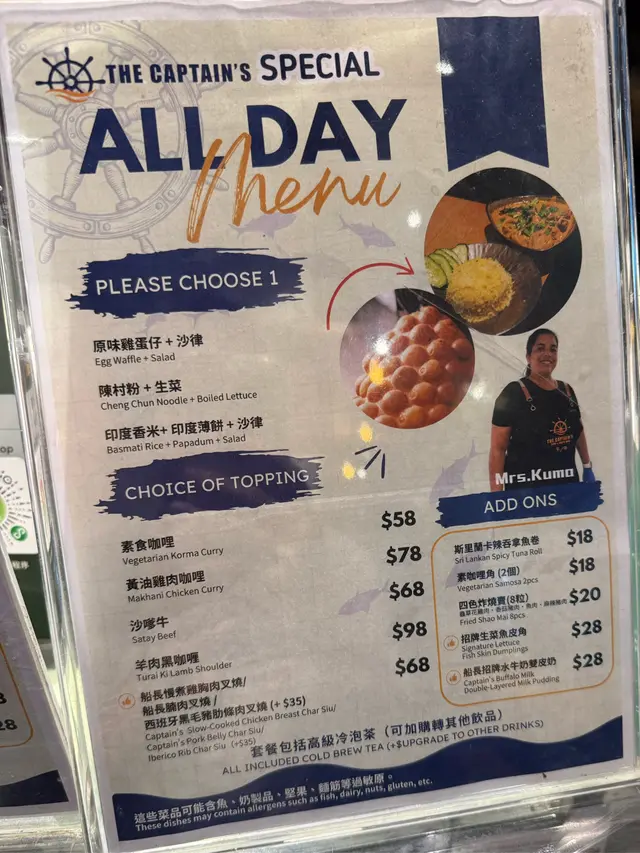 THE CAPTAIN'S SPECIAL
ALL DAY
Menu
PLEASE CHOOSE 1
原味雞蛋仔 + 沙律
Egg Waffle + Salad
陳村粉 + 生菜
Cheng Chun Noodle + Boiled Lettuce
印度香米+ 印度薄餅 + 沙律
Basmati Rice + Papadum + Salad
Mrs.Kumo
CHOICE OF TOPPING
素食咖哩 $58
Vegetarian Korma Curry
黃油雞肉咖哩 $78
Makhani Chicken Curry
沙嗲牛 $68
Satay Beef
羊肉黑咖喱 $98
Turai Ki Lamb Shoulder
船長慢煮雞胸肉叉燒/ $68
船長腩肉叉燒 /
西班牙黑毛豬肋條肉叉燒 (+ $35)
Captain's Slow-Cooked Chicken Breast Char Siu/
Captain's Pork Belly Char Siu/
Iberico Rib Char Siu (+$35)
ADD ONS
斯里蘭卡辣吞拿魚卷 $18
Sri Lankan Spicy Tuna Roll
素咖哩角 (2個) $18
Vegetarian Samosa 2pcs
四色炸燒賣(8粒) $20
Fried Shao Mai 8pcs
招牌生菜魚皮角 $28
Signature Lettuce
Fish Skin Dumplings
船長招牌水牛奶雙皮奶 $28
Captain's Buffalo Milk
Double-Layered Milk Pudding
套餐包括高級冷泡茶（可加購轉其他飲品）
ALL INCLUDED COLD BREW TEA (+$UPGRADE TO OTHER DRINKS)
這些菜品可能含魚、奶製品、堅果、麵筋等過敏原。
These dishes may contain allergens such as fish, dairy, nuts, gluten, etc.